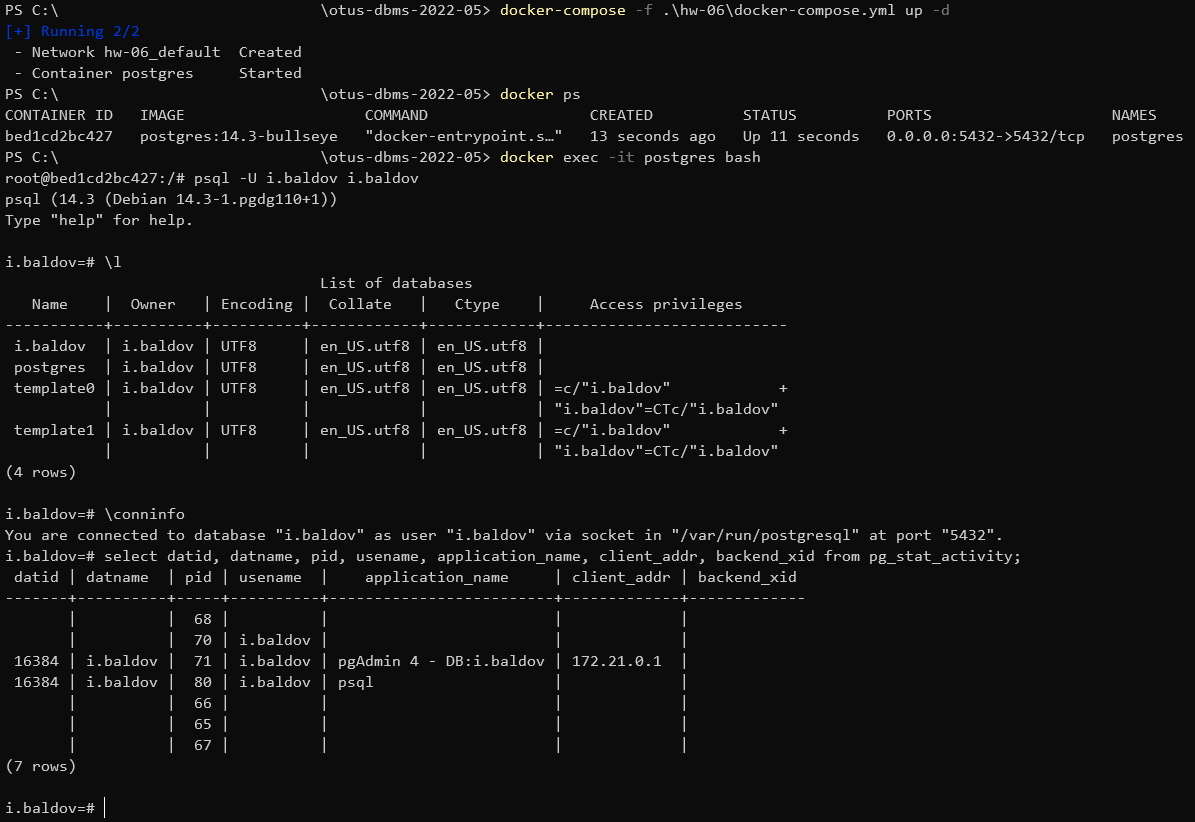 PS C:\                             \otus-dbms-2022-05> docker-compose -f .\hw-06\docker-compose.yml up -d
[+] Running 2/2
 - Network hw-06_default  Created
 - Container postgres     Started
PS C:\                             \otus-dbms-2022-05> docker ps
CONTAINER ID   IMAGE                    COMMAND                  CREATED          STATUS          PORTS                    NAMES
bed1cd2bc427   postgres:14.3-bullseye   "docker-entrypoint.s…"   13 seconds ago   Up 11 seconds   0.0.0.0:5432->5432/tcp   postgres
PS C:\                             \otus-dbms-2022-05> docker exec -it postgres bash
root@bed1cd2bc427:/# psql -U i.baldov i.baldov
psql (14.3 (Debian 14.3-1.pgdg110+1))
Type "help" for help.

i.baldov=# \l
                                   List of databases
   Name    |  Owner   | Encoding |  Collate   |   Ctype    |     Access privileges
-----------+----------+----------+------------+------------+---------------------------
 i.baldov  | i.baldov | UTF8     | en_US.utf8 | en_US.utf8 |
 postgres  | i.baldov | UTF8     | en_US.utf8 | en_US.utf8 |
 template0 | i.baldov | UTF8     | en_US.utf8 | en_US.utf8 | =c/"i.baldov"            +
           |          |          |            |            | "i.baldov"=CTc/"i.baldov"
 template1 | i.baldov | UTF8     | en_US.utf8 | en_US.utf8 | =c/"i.baldov"            +
           |          |          |            |            | "i.baldov"=CTc/"i.baldov"
(4 rows)

i.baldov=# \conninfo
You are connected to database "i.baldov" as user "i.baldov" via socket in "/var/run/postgresql" at port "5432".
i.baldov=# select datid, datname, pid, usename, application_name, client_addr, backend_xid from pg_stat_activity;
 datid | datname  | pid | usename  |    application_name     | client_addr | backend_xid
-------+----------+-----+----------+-------------------------+-------------+-------------
       |          |  68 |          |                         |             |
       |          |  70 | i.baldov |                         |             |
 16384 | i.baldov |  71 | i.baldov | pgAdmin 4 - DB:i.baldov | 172.21.0.1  |
 16384 | i.baldov |  80 | i.baldov | psql                    |             |
       |          |  66 |          |                         |             |
       |          |  65 |          |                         |             |
       |          |  67 |          |                         |             |
(7 rows)

i.baldov=#